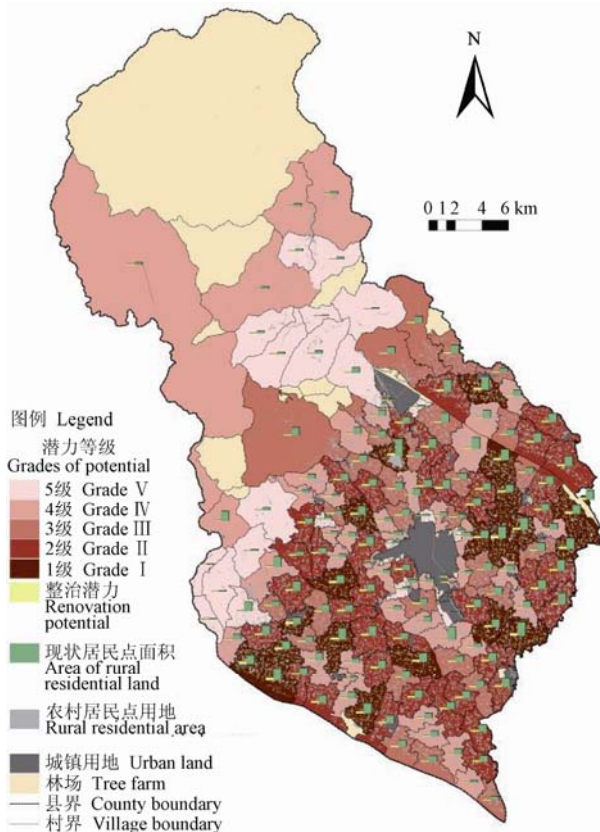 N
0 1 2 4 6 km
图例 Legend
潜力等级
Grades of potential
5级 Grade Ⅴ
4级 Grade Ⅳ
3级 Grade Ⅲ
2级 Grade Ⅱ
1级 Grade Ⅰ
整治潜力
Renovation
potential
现状居民点面积
Area of rural
residential land
农村居民点用地
Rural residential area
城镇用地 Urban land
林场 Tree farm
县界 County boundary
村界 Village boundary